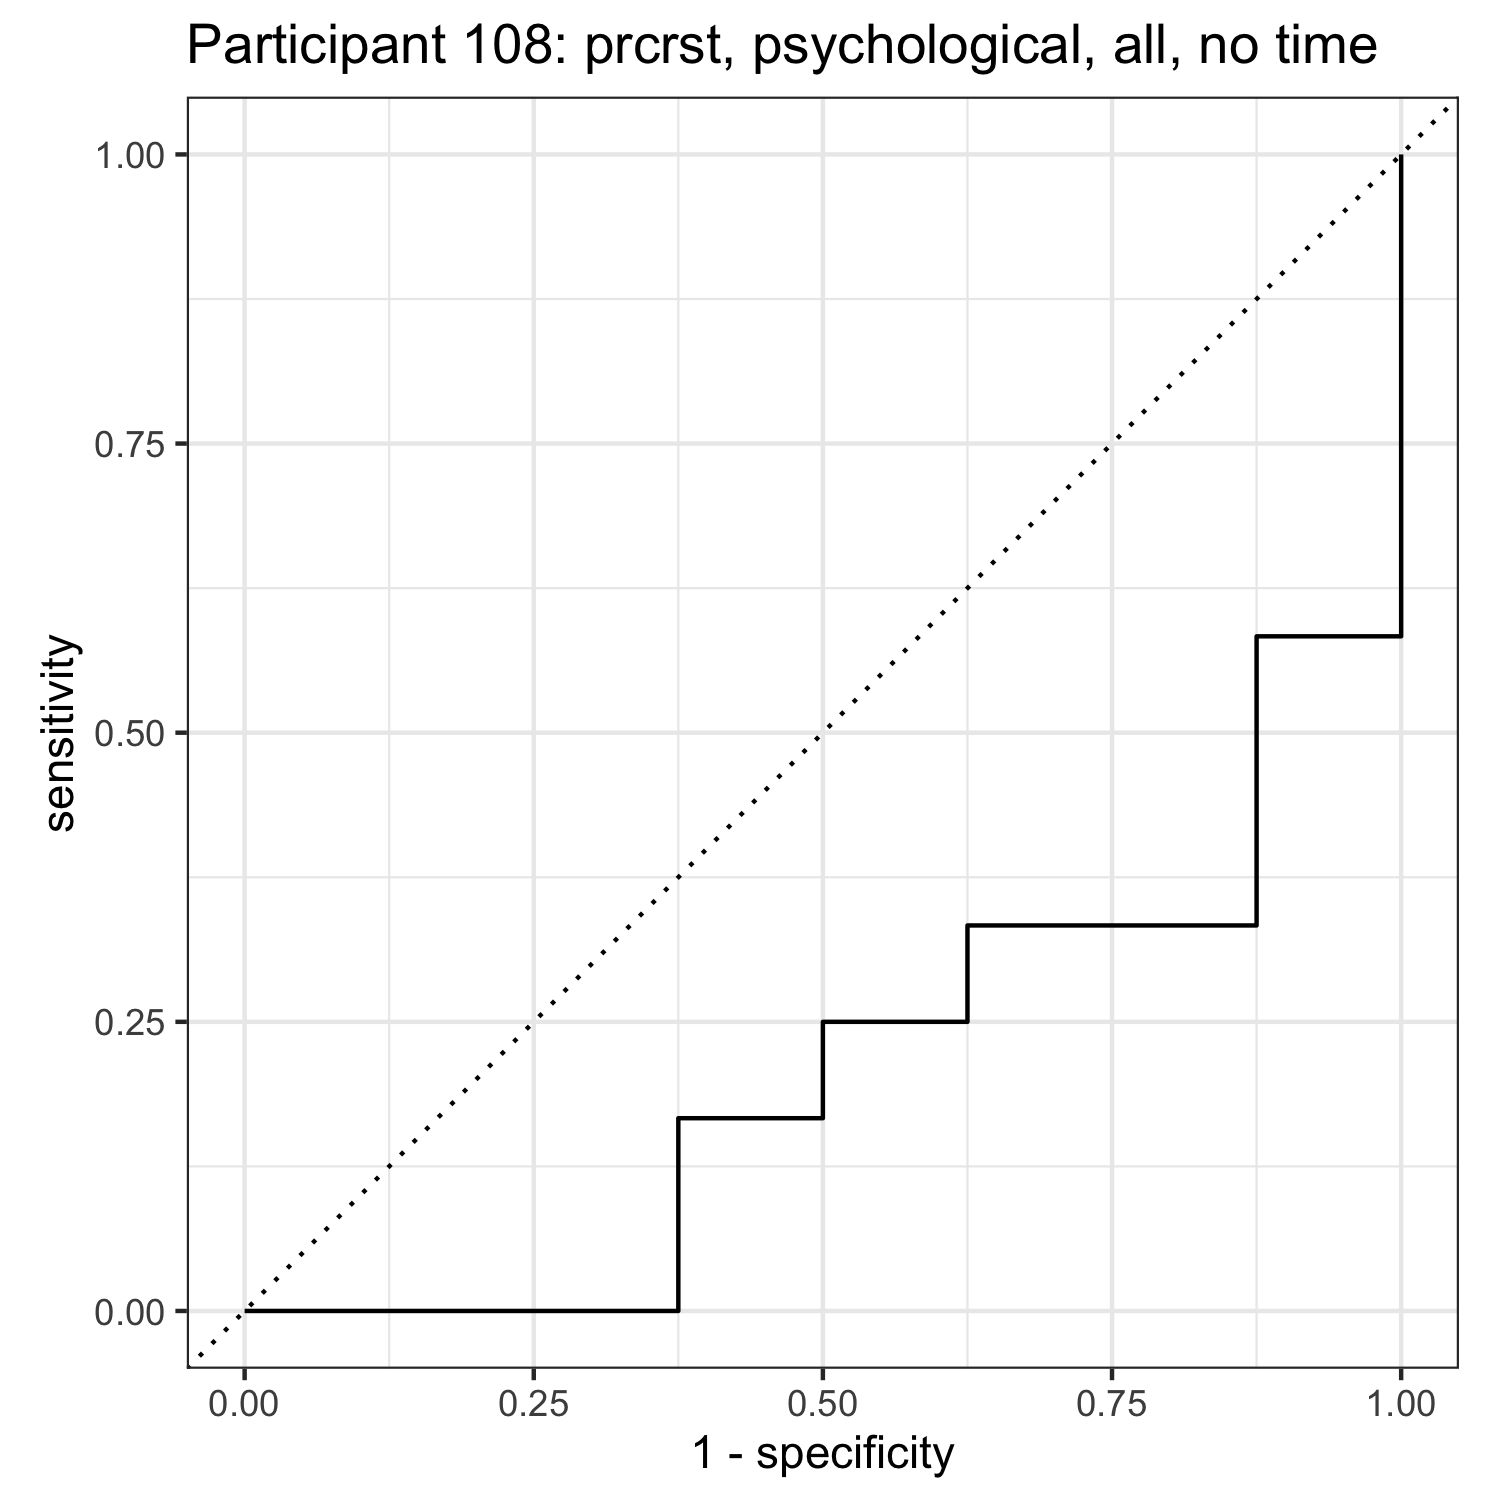 Participant 108: prcrst, psychological, all, no time
1.00
0.75
0.50
0.25
0.00
sensitivity
0.00 0.25 0.50 0.75 1.00
1 - specificity